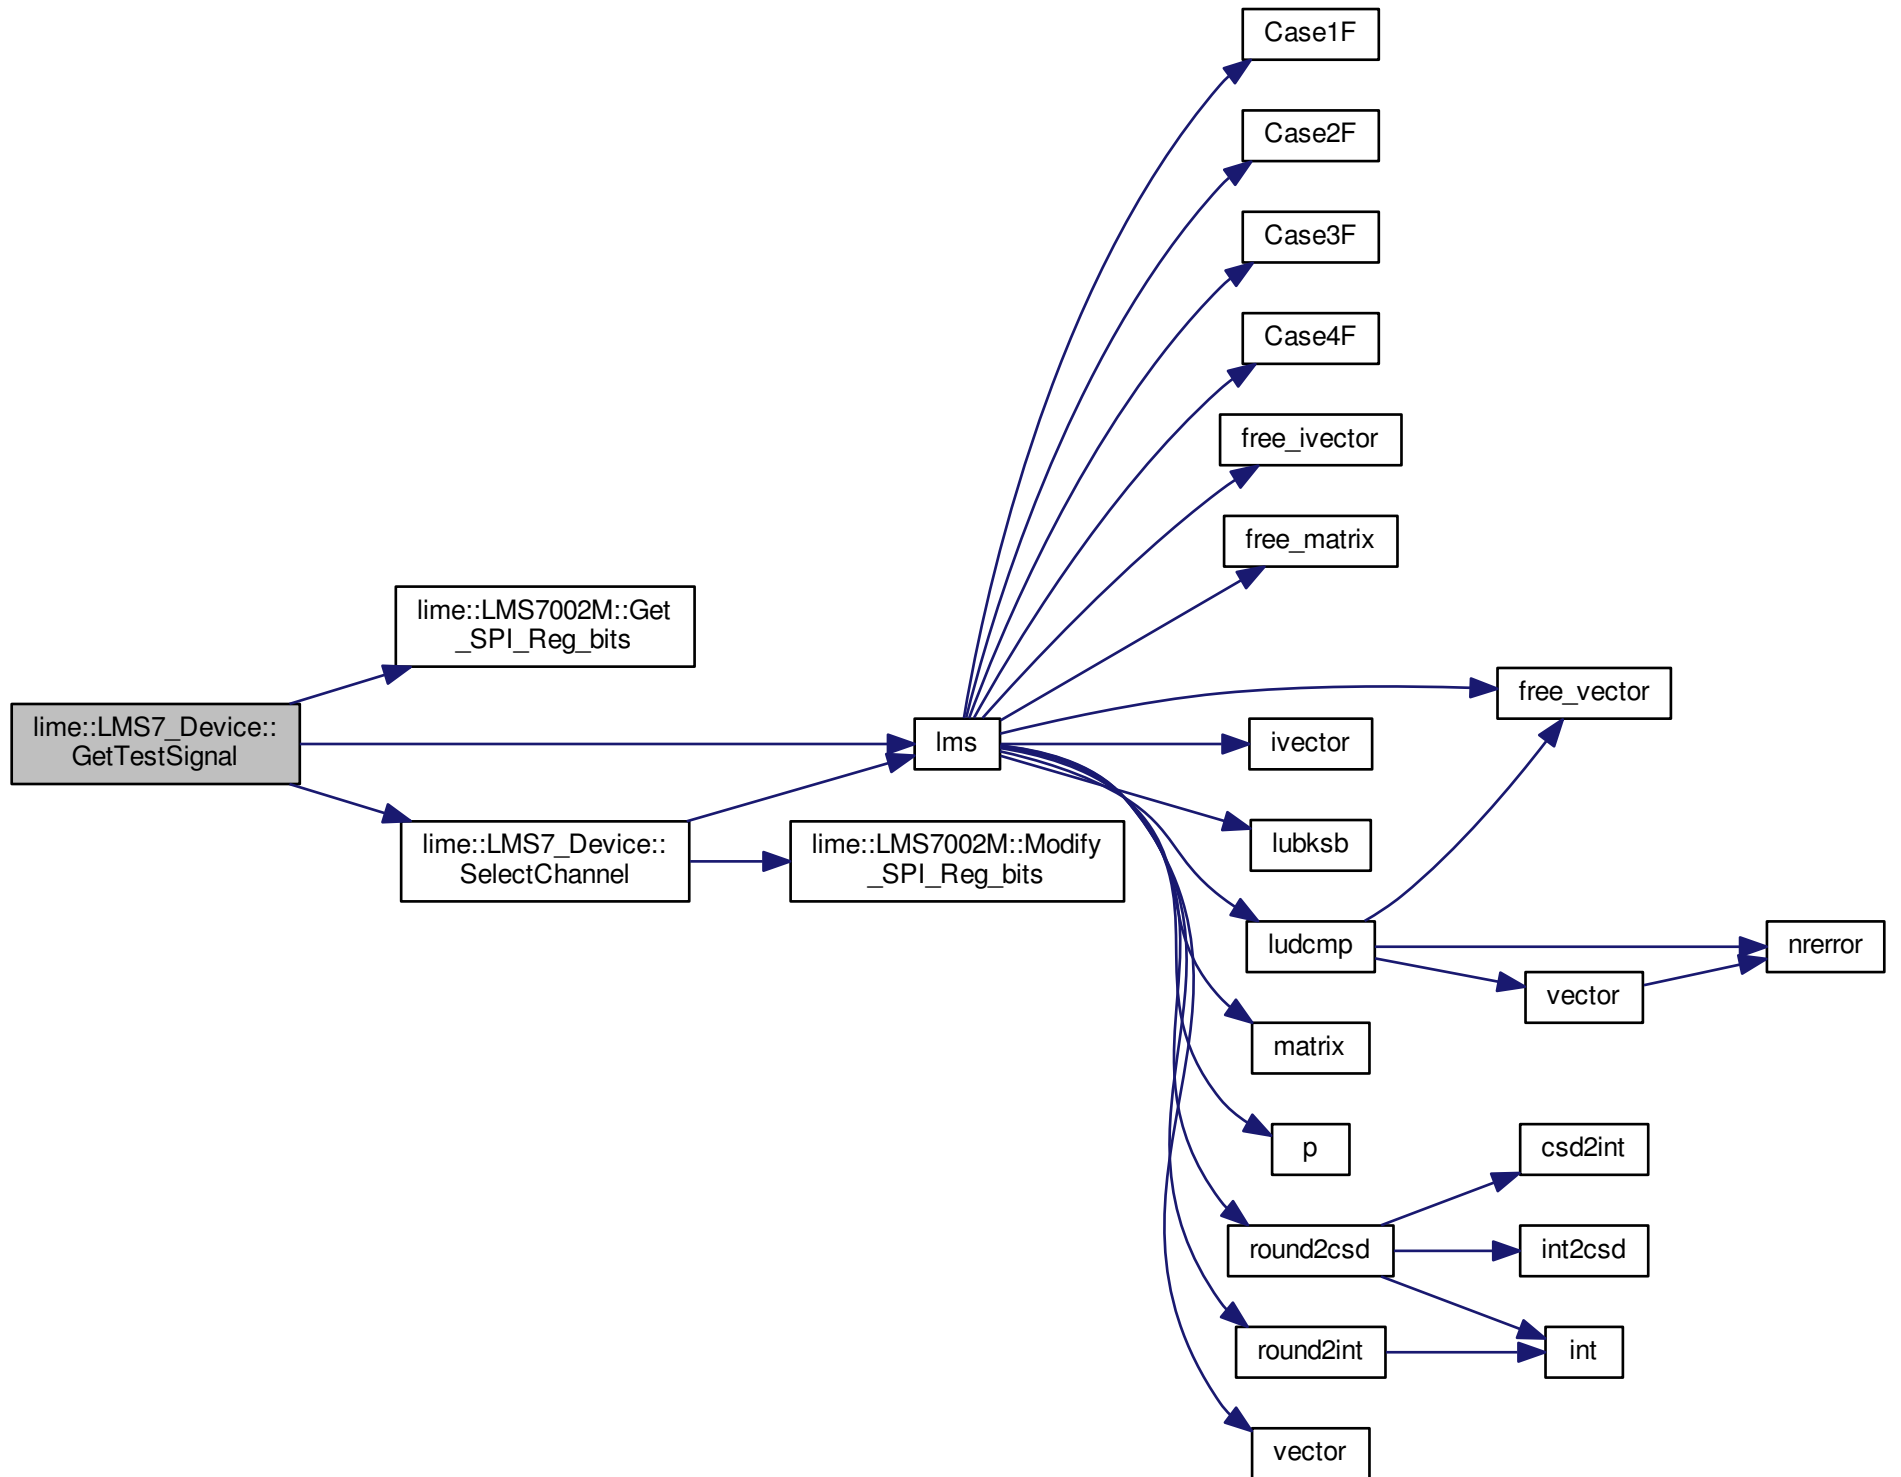 Case1F
Case2F
Case3F
Case4F
free_ivector
free_matrix
lime::LMS7002M::Get
_SPI_Reg_bits
free_vector
lime::LMS7_Device::
GetTestSignal
lms
ivector
lime::LMS7_Device::
SelectChannel
lime::LMS7002M::Modify
_SPI_Reg_bits
lubksb
ludcmp
nrerror
vector
matrix
p
csd2int
round2csd
int2csd
round2int
int
vector